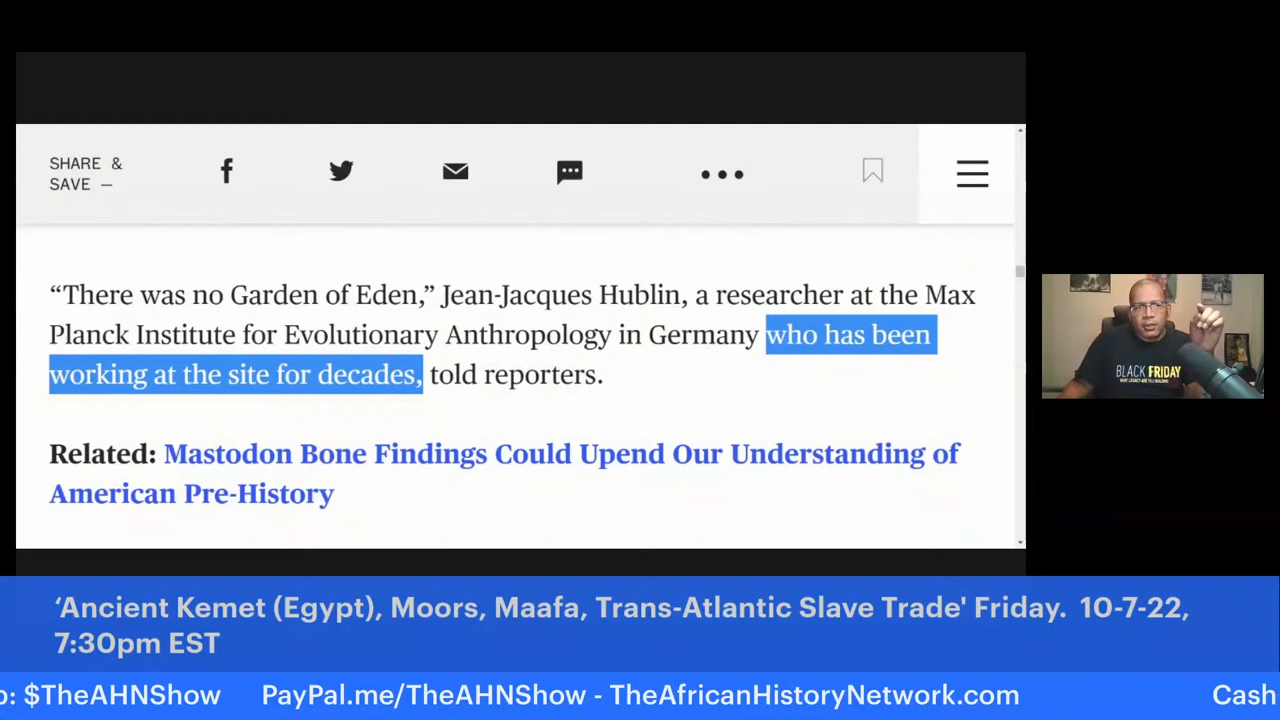 SHARE &
SAVE —
“There was no Garden of Eden,” Jean-Jacques Hublin, a researcher at the Max
Planck Institute for Evolutionary Anthropology in Germany who has been
working at the site for decades, told reporters.
Related: Mastodon Bone Findings Could Upend Our Understanding of
American Pre-History
BLACK FRIDAY
‘Ancient Kemet (Egypt), Moors, Maafa, Trans-Atlantic Slave Trade' Friday. 10-7-22,
7:30pm EST
p: $TheAHNShow PayPal.me/TheAHNShow - TheAfricanHistoryNetwork.com Cash